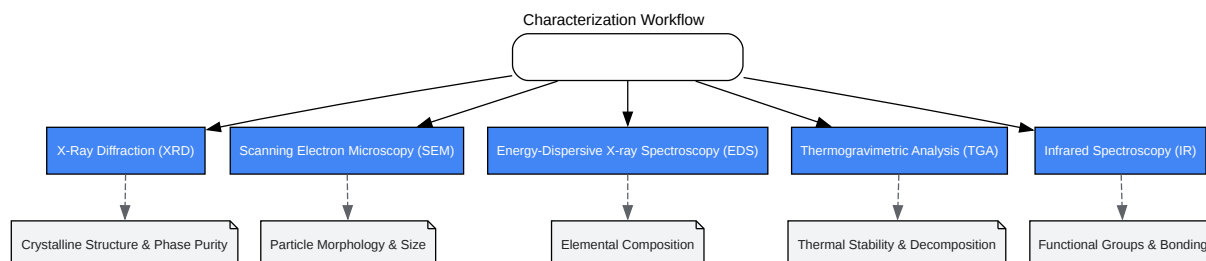 Characterization Workflow
X-Ray Diffraction (XRD)
Scanning Electron Microscopy (SEM)
Energy-Dispersive X-ray Spectroscopy (EDS)
Thermogravimetric Analysis (TGA)
Infrared Spectroscopy (IR)
Crystalline Structure & Phase Purity
Particle Morphology & Size
Elemental Composition
Thermal Stability & Decomposition
Functional Groups & Bonding